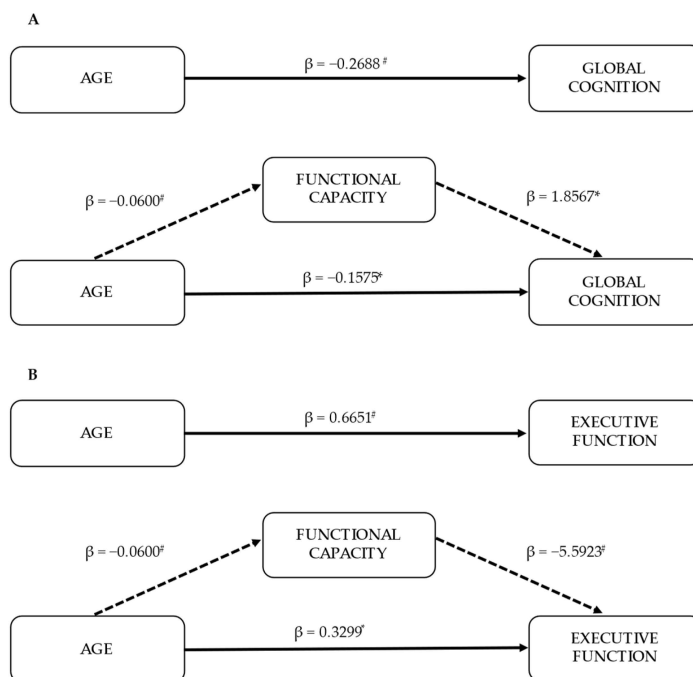 A
AGE
β = −0.2688 #
GLOBAL
COGNITION
FUNCTIONAL
CAPACITY
β = −0.0600#
β = 1.8567*
AGE
β = −0.1575*
GLOBAL
COGNITION
B
AGE
β = 0.6651#
EXECUTIVE
FUNCTION
FUNCTIONAL
CAPACITY
β = −0.0600#
β = −5.5923#
AGE
β = 0.3299*
EXECUTIVE
FUNCTION